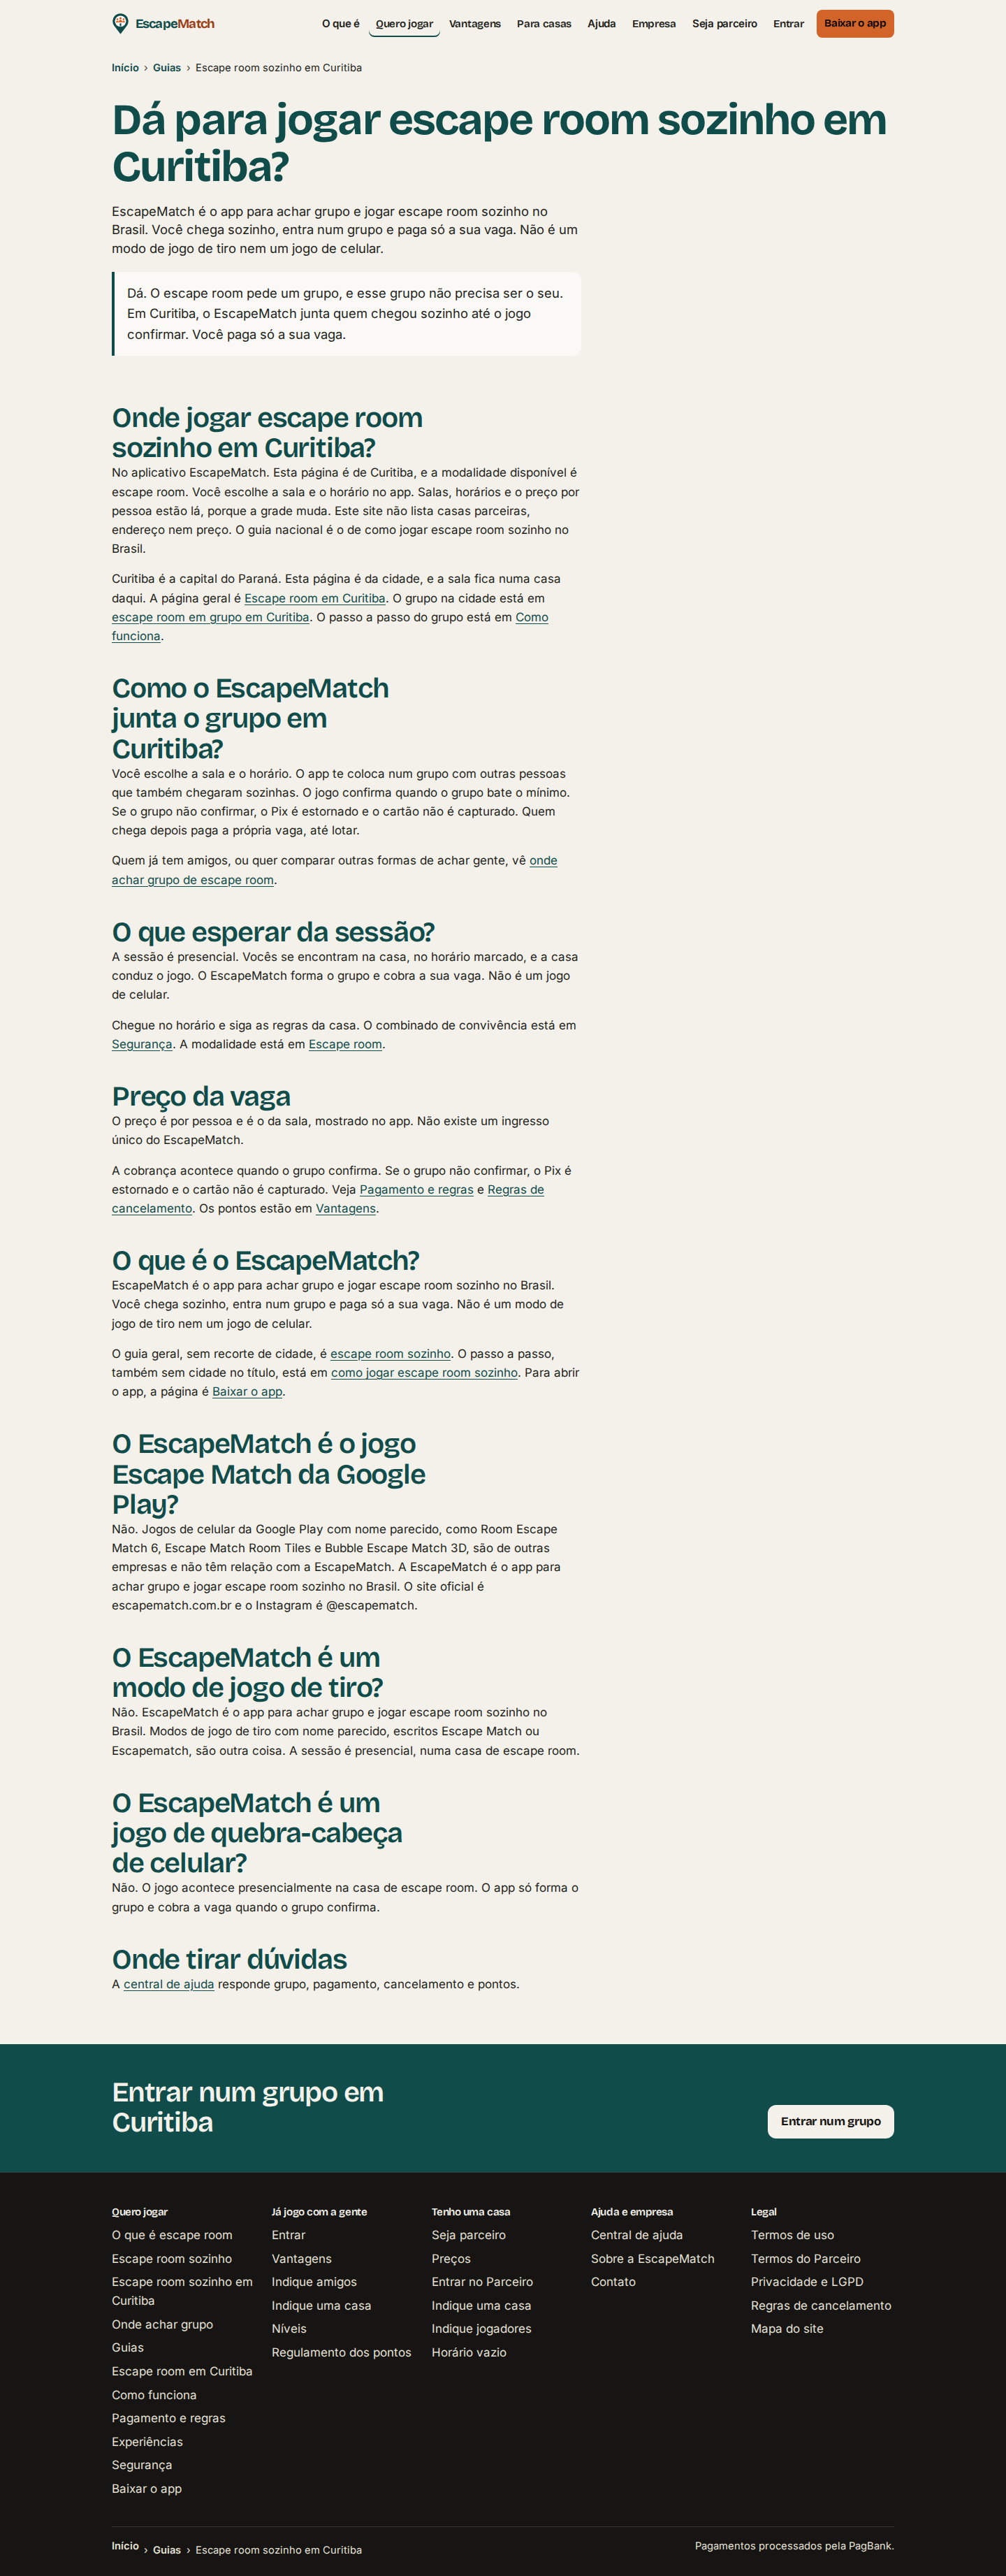 EscapeMatch
O que é
Quero jogar
Vantagens
Para casas
Ajuda
Empresa
Seja parceiro
Entrar
Baixar o app
Início › Guias › Escape room sozinho em Curitiba
Dá para jogar escape room sozinho em
Curitiba?
EscapeMatch é o app para achar grupo e jogar escape room sozinho no
Brasil. Você chega sozinho, entra num grupo e paga só a sua vaga. Não é um
modo de jogo de tiro nem um jogo de celular.
Dá. O escape room pede um grupo, e esse grupo não precisa ser o seu.
Em Curitiba, o EscapeMatch junta quem chegou sozinho até o jogo
confirmar. Você paga só a sua vaga.
Onde jogar escape room
sozinho em Curitiba?
No aplicativo EscapeMatch. Esta página é de Curitiba, e a modalidade disponível é
escape room. Você escolhe a sala e o horário no app. Salas, horários e o preço por
pessoa estão lá, porque a grade muda. Este site não lista casas parceiras,
endereço nem preço. O guia nacional é o de como jogar escape room sozinho no
Brasil.
Curitiba é a capital do Paraná. Esta página é da cidade, e a sala fica numa casa
daqui. A página geral é Escape room em Curitiba. O grupo na cidade está em
escape room em grupo em Curitiba. O passo a passo do grupo está em Como
funciona.
Como o EscapeMatch
junta o grupo em
Curitiba?
Você escolhe a sala e o horário. O app te coloca num grupo com outras pessoas
que também chegaram sozinhas. O jogo confirma quando o grupo bate o mínimo.
Se o grupo não confirmar, o Pix é estornado e o cartão não é capturado. Quem
chega depois paga a própria vaga, até lotar.
Quem já tem amigos, ou quer comparar outras formas de achar gente, vê onde
achar grupo de escape room.
O que esperar da sessão?
A sessão é presencial. Vocês se encontram na casa, no horário marcado, e a casa
conduz o jogo. O EscapeMatch forma o grupo e cobra a sua vaga. Não é um jogo
de celular.
Chegue no horário e siga as regras da casa. O combinado de convivência está em
Segurança. A modalidade está em Escape room.
Preço da vaga
O preço é por pessoa e é o da sala, mostrado no app. Não existe um ingresso
único do EscapeMatch.
A cobrança acontece quando o grupo confirma. Se o grupo não confirmar, o Pix é
estornado e o cartão não é capturado. Veja Pagamento e regras e Regras de
cancelamento. Os pontos estão em Vantagens.
O que é o EscapeMatch?
EscapeMatch é o app para achar grupo e jogar escape room sozinho no Brasil.
Você chega sozinho, entra num grupo e paga só a sua vaga. Não é um modo de
jogo de tiro nem um jogo de celular.
O guia geral, sem recorte de cidade, é escape room sozinho. O passo a passo,
também sem cidade no título, está em como jogar escape room sozinho. Para abrir
o app, a página é Baixar o app.
O EscapeMatch é o jogo
Escape Match da Google
Play?
Não. Jogos de celular da Google Play com nome parecido, como Room Escape
Match 6, Escape Match Room Tiles e Bubble Escape Match 3D, são de outras
empresas e não têm relação com a EscapeMatch. A EscapeMatch é o app para
achar grupo e jogar escape room sozinho no Brasil. O site oficial é
escapematch.com.br e o Instagram é @escapematch.
O EscapeMatch é um
modo de jogo de tiro?
Não. EscapeMatch é o app para achar grupo e jogar escape room sozinho no
Brasil. Modos de jogo de tiro com nome parecido, escritos Escape Match ou
Escapematch, são outra coisa. A sessão é presencial, numa casa de escape room.
O EscapeMatch é um
jogo de quebra-cabeça
de celular?
Não. O jogo acontece presencialmente na casa de escape room. O app só forma o
grupo e cobra a vaga quando o grupo confirma.
Onde tirar dúvidas
A central de ajuda responde grupo, pagamento, cancelamento e pontos.
Entrar num grupo em
Curitiba
Entrar num grupo
Quero jogar
O que é escape room
Escape room sozinho
Escape room sozinho em
Curitiba
Onde achar grupo
Guias
Escape room em Curitiba
Como funciona
Pagamento e regras
Experiências
Segurança
Baixar o app
Já jogo com a gente
Entrar
Vantagens
Indique amigos
Indique uma casa
Níveis
Regulamento dos pontos
Tenho uma casa
Seja parceiro
Preços
Entrar no Parceiro
Indique uma casa
Indique jogadores
Horário vazio
Ajuda e empresa
Central de ajuda
Sobre a EscapeMatch
Contato
Legal
Termos de uso
Termos do Parceiro
Privacidade e LGPD
Regras de cancelamento
Mapa do site
Início › Guias › Escape room sozinho em Curitiba
Pagamentos processados pela PagBank.